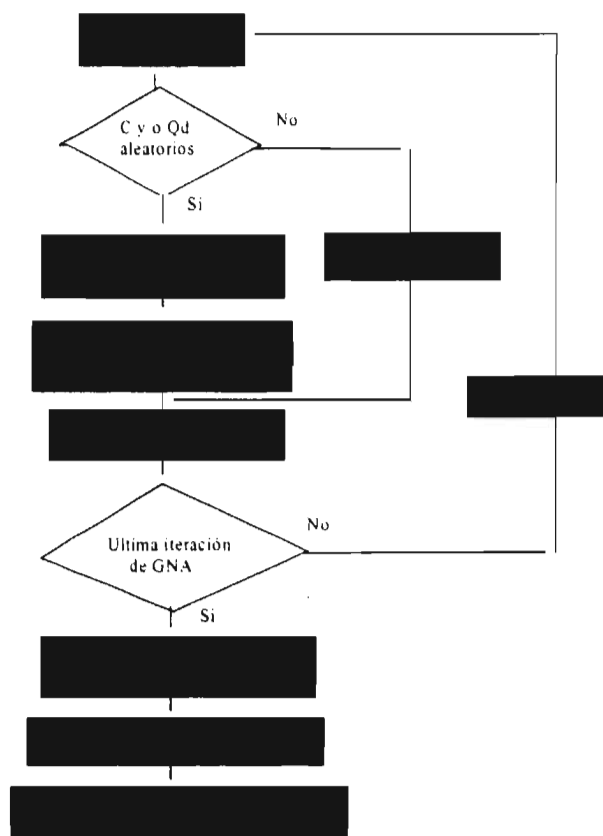 C y o Qd
aleatorios
No
Si
Ultima iteración
de GNA
No
Si